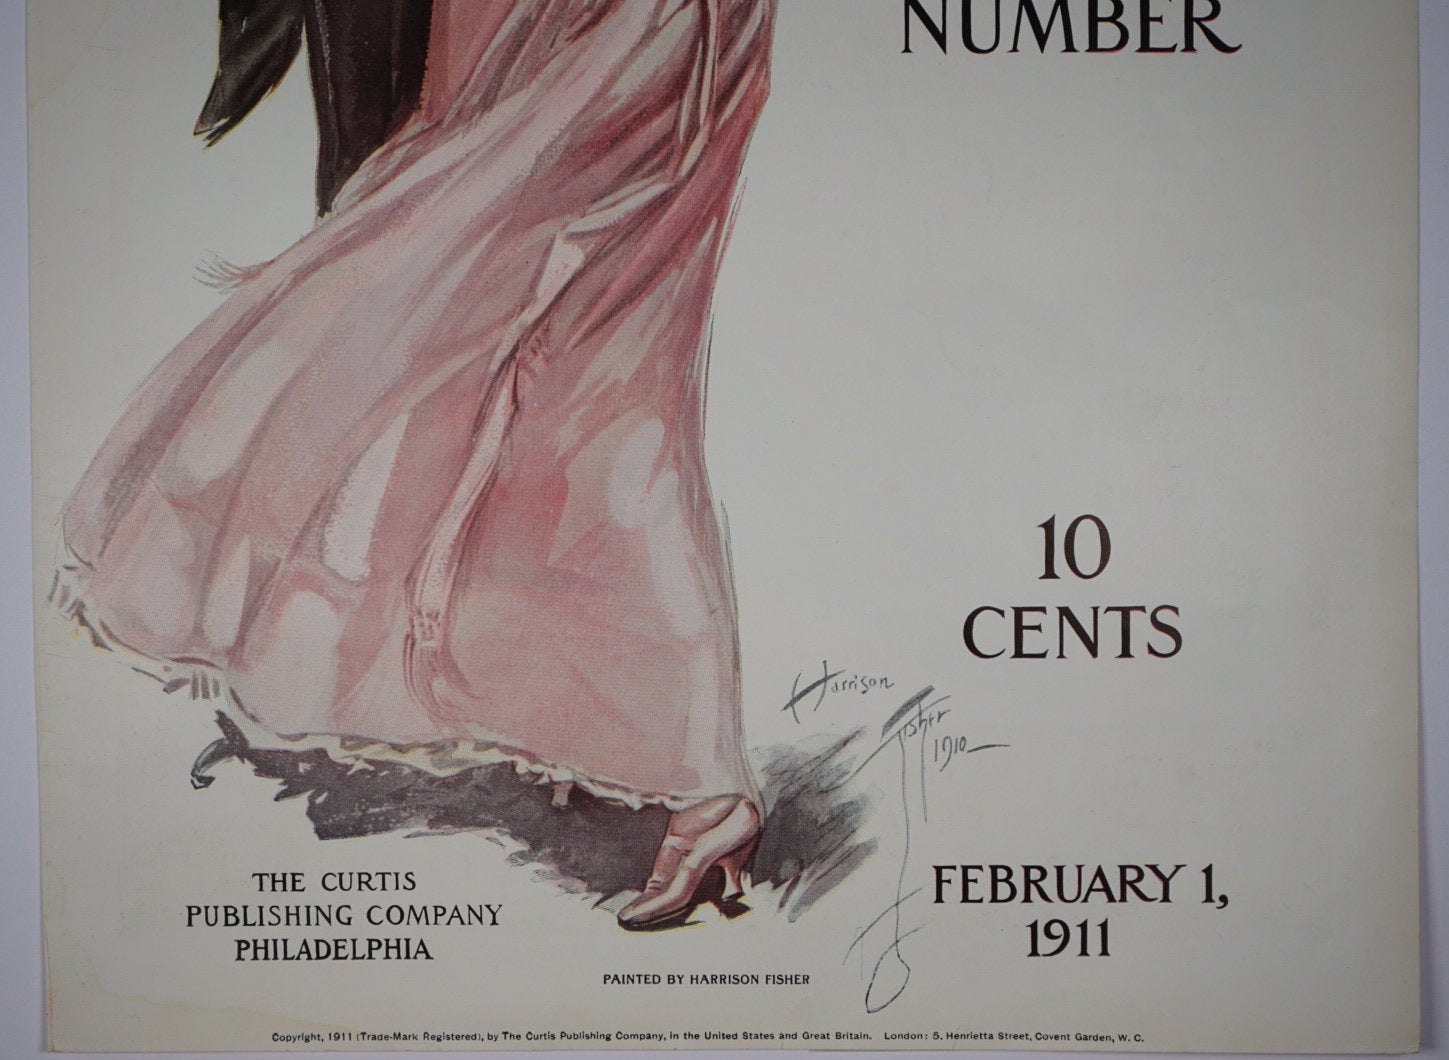 NUMBER
10
CENTS
Harrison
Fisher
1910
THE CURTIS
PUBLISHING COMPANY
PHILADELPHIA
FEBRUARY 1,
1911
PAINTED BY HARRISON FISHER
Copyright, 1911 (Trade-Mark Registered), by The Curtis Publishing Company, in the United States and Great Britain. London: 5, Henrietta Street, Covent Garden, W. C.